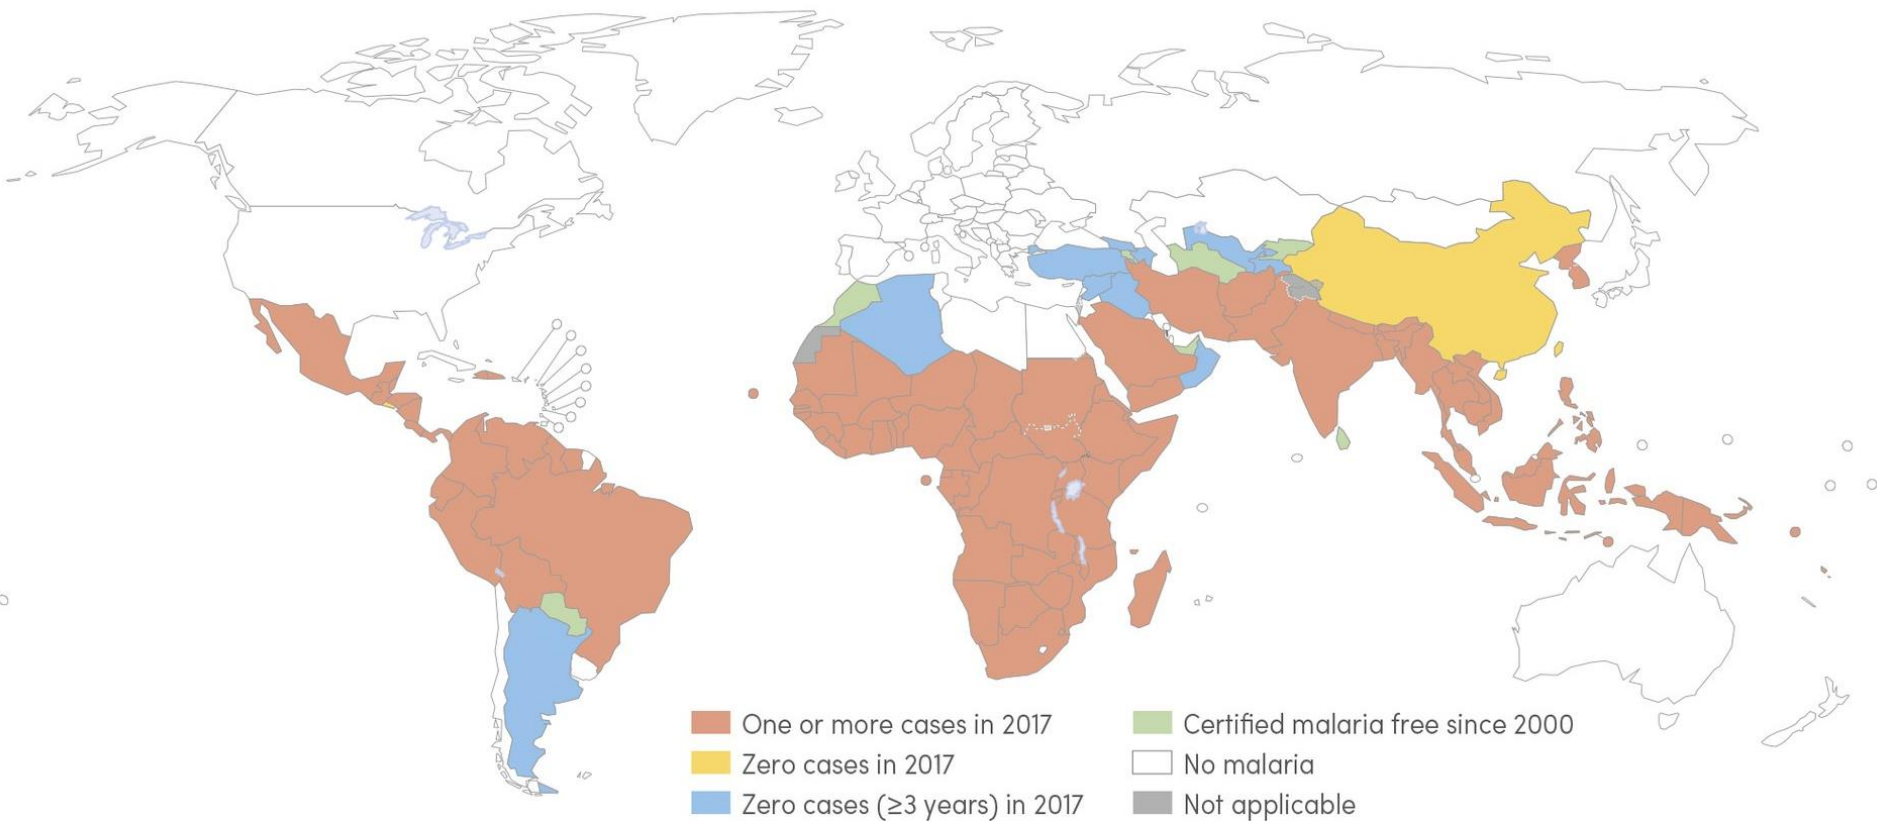 One or more cases in 2017
Zero cases in 2017
Zero cases (≥3 years) in 2017
Certified malaria free since 2000
No malaria
Not applicable